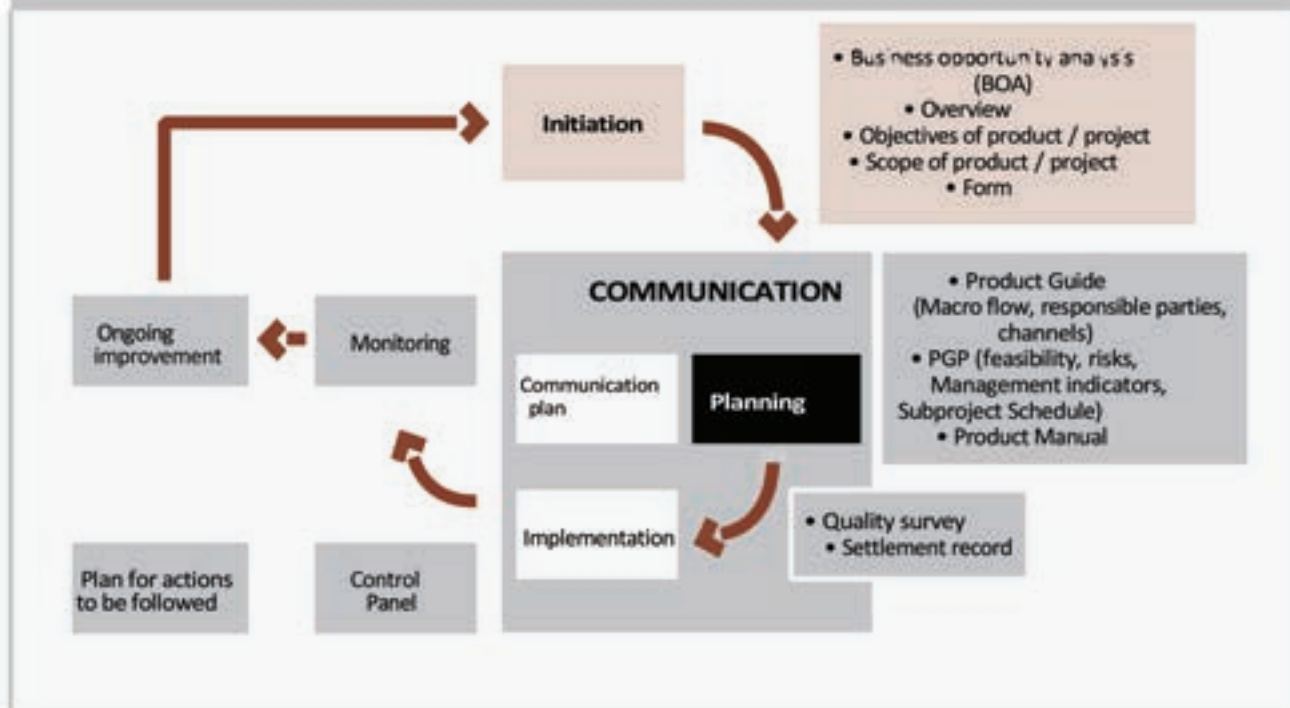 Initiation
• Business opportunity analysis
(BOA)
• Overview
• Objectives of product / project
• Scope of product / project
• Form
COMMUNICATION
Communication
plan
Planning
Implementation
• Product Guide
(Macro flow, responsible parties,
channels)
• PGP (feasibility, risks,
Management indicators,
Subproject Schedule)
• Product Manual
• Quality survey
• Settlement record
Monitoring
Ongoing
improvement
Control
Panel
Plan for actions
to be followed